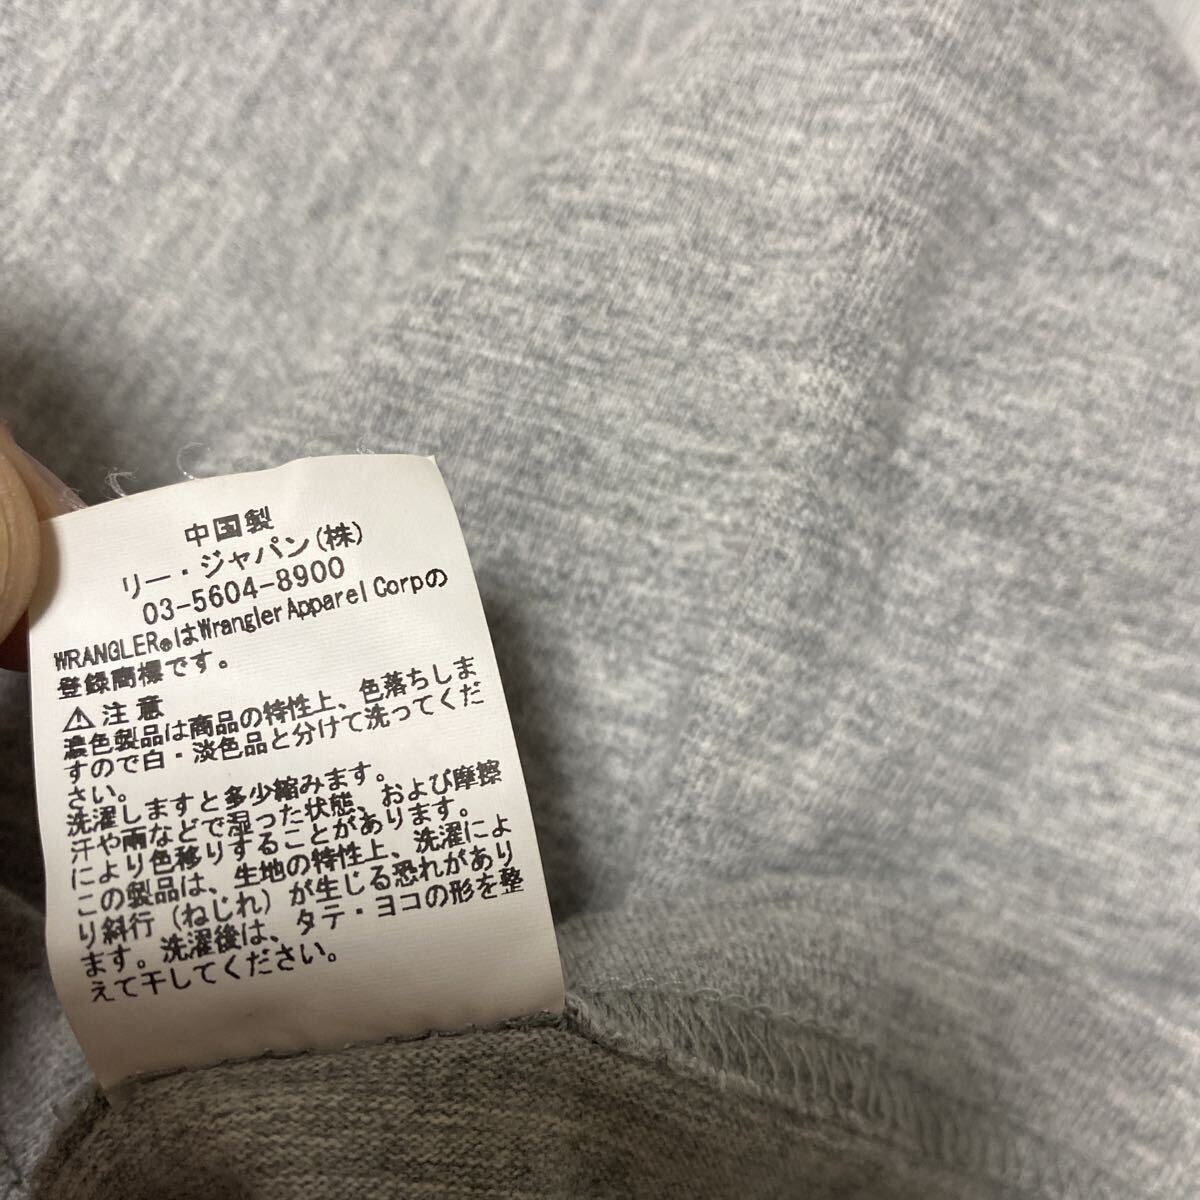 中国製
リー・ジャパン(株)
03-5604-8900
WRANGLER®はWrangler Apparel Corpの
登録商標です。
⚠注意
濃色製品は商品の特性上、色落ちしま
すので白・淡色品と分けて洗ってくだ
さい。
洗濯しますと多少縮みます。
汗や雨などで湿った状態、および摩擦
により色移りすることがあります。
この製品は、生地の特性上、洗濯によ
り斜行(ねじれ)が生じる恐れがあり
ます。洗濯後は、タテ・ヨコの形を整
えて干してください。